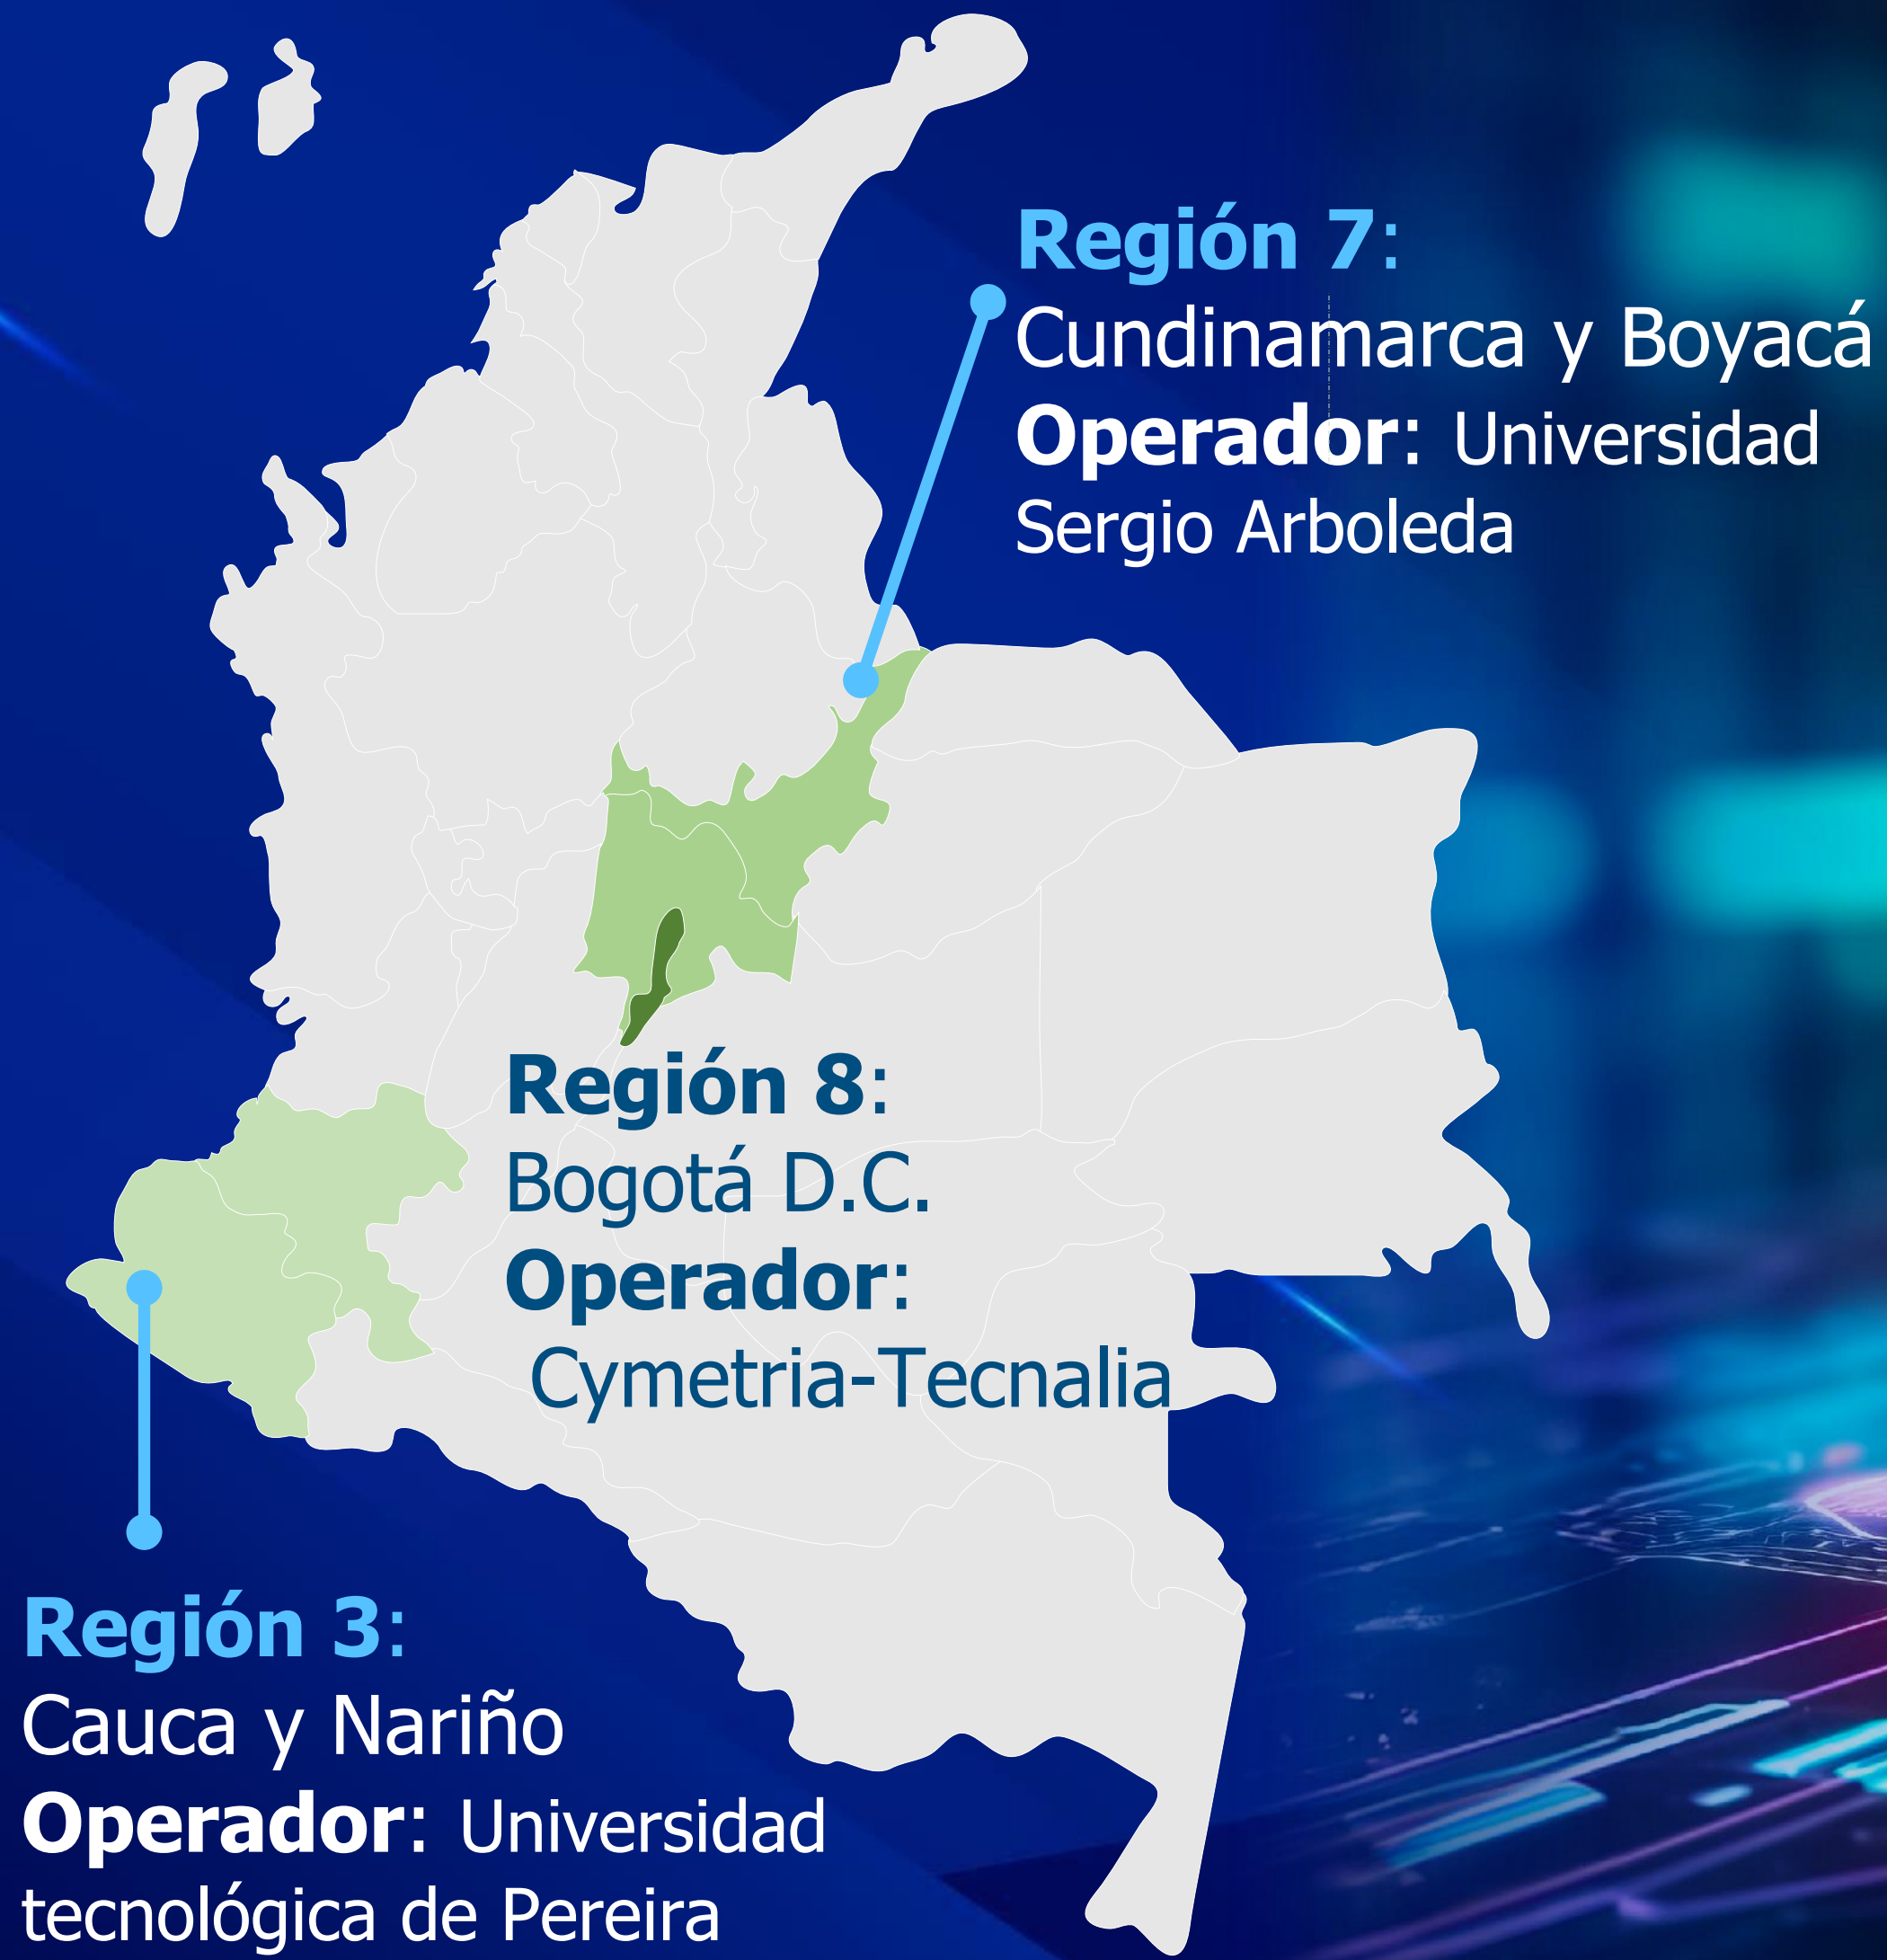 Región 7:
Cundinamarca y Boyacá
Operador: Universidad
Sergio Arboleda
Región 8:
Bogotá D.C.
Operador:
Cymetria-Tecnalia
Región 3:
Cauca y Nariño
Operador: Universidad
tecnológica de Pereira